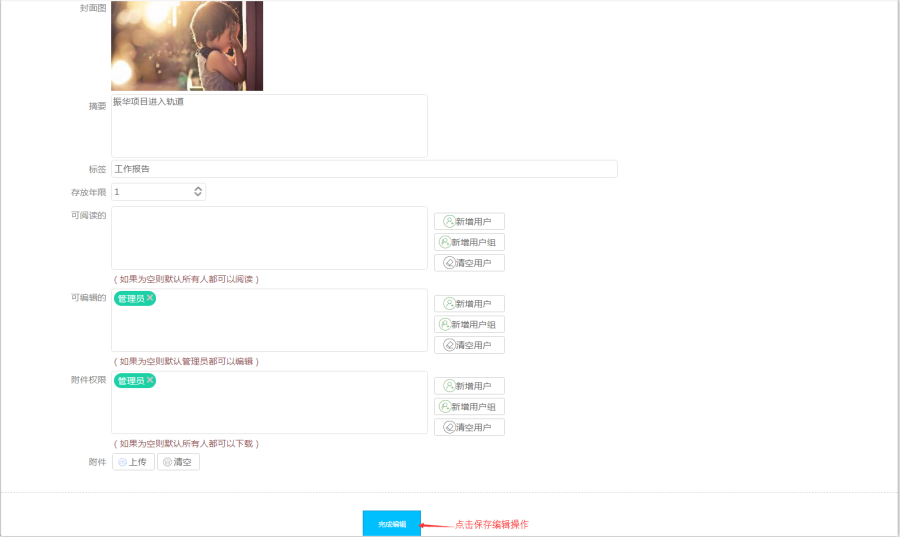 封面图
摘要
振华项目进入轨道
标签
工作报告
存放年限
1
可阅读的
新增用户
新增用户组
清空用户
(如果为空则默认所有人都可以阅读)
可编辑的
管理员
新增用户
新增用户组
清空用户
(如果为空则默认管理员都可以编辑)
附件权限
管理员
新增用户
新增用户组
清空用户
(如果为空则默认所有人都可以下载)
附件
上传
清空
完成编辑
点击保存编辑操作